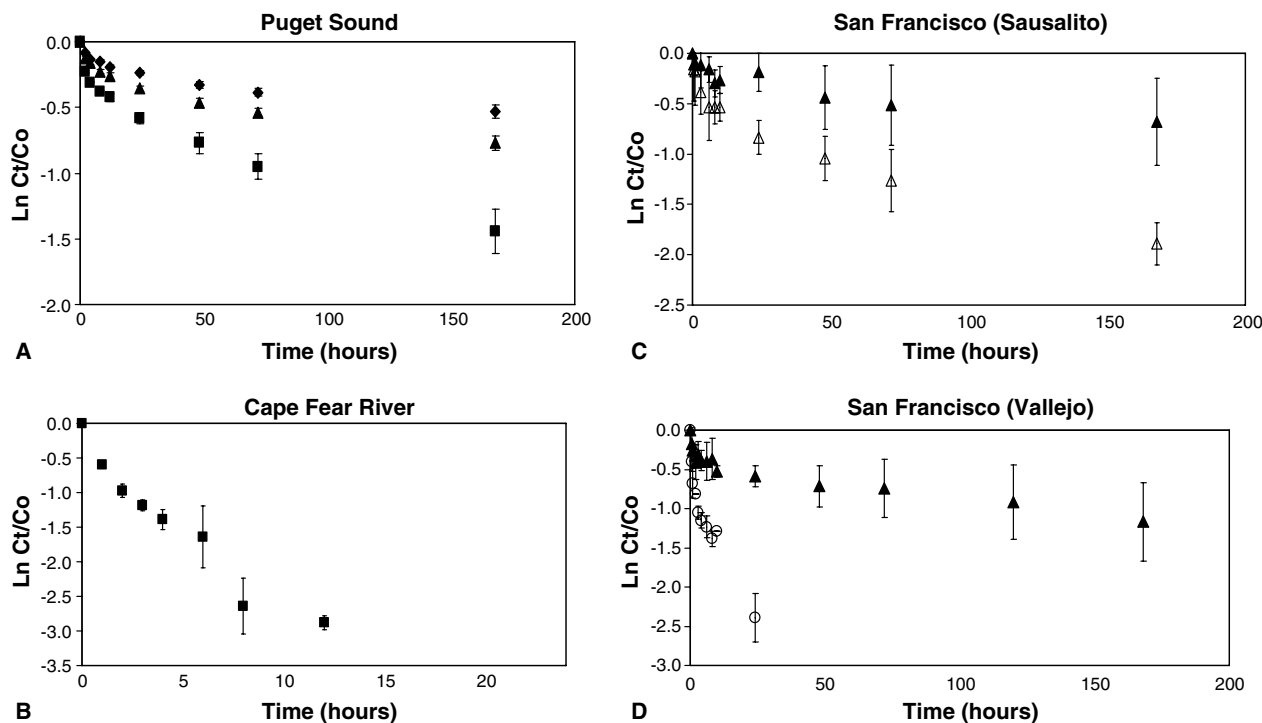 Puget Sound
0.0
-0.5
-1.0
-1.5
-2.0
Ln Ct/Co
0
50
100
150
200
Time (hours)
A
San Francisco (Sausalito)
0.0
-0.5
-1.0
-1.5
-2.0
-2.5
Ln Ct/Co
0
50
100
150
200
Time (hours)
C
Cape Fear River
0.0
-0.5
-1.0
-1.5
-2.0
-2.5
-3.0
-3.5
Ln Ct/Co
0
5
10
15
20
Time (hours)
B
San Francisco (Vallejo)
0.0
-0.5
-1.0
-1.5
-2.0
-2.5
-3.0
Ln Ct/Co
0
50
100
150
200
Time (hours)
D